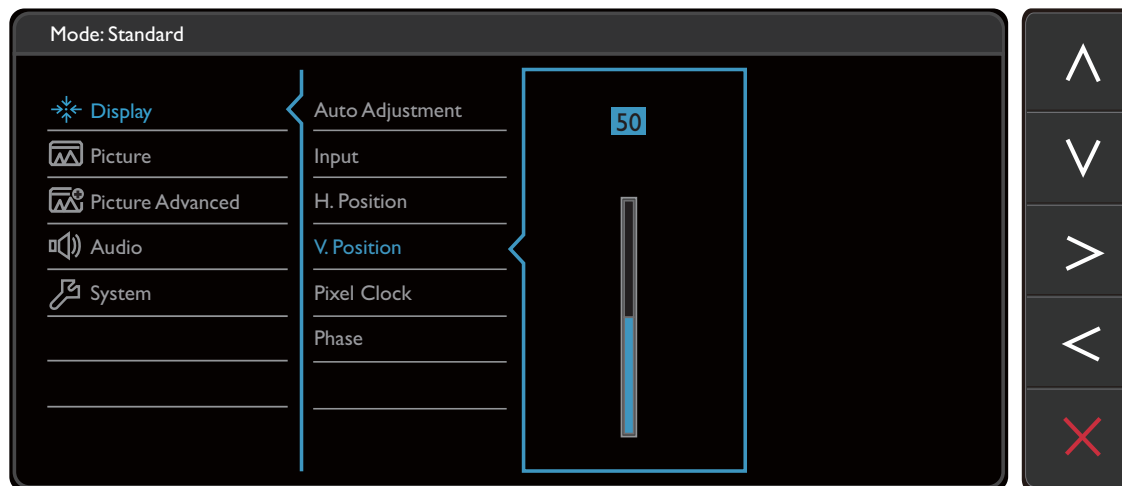 Mode: Standard
Display
Picture
Picture Advanced
Audio
System
Auto Adjustment
Input
H. Position
V. Position
Pixel Clock
Phase
50